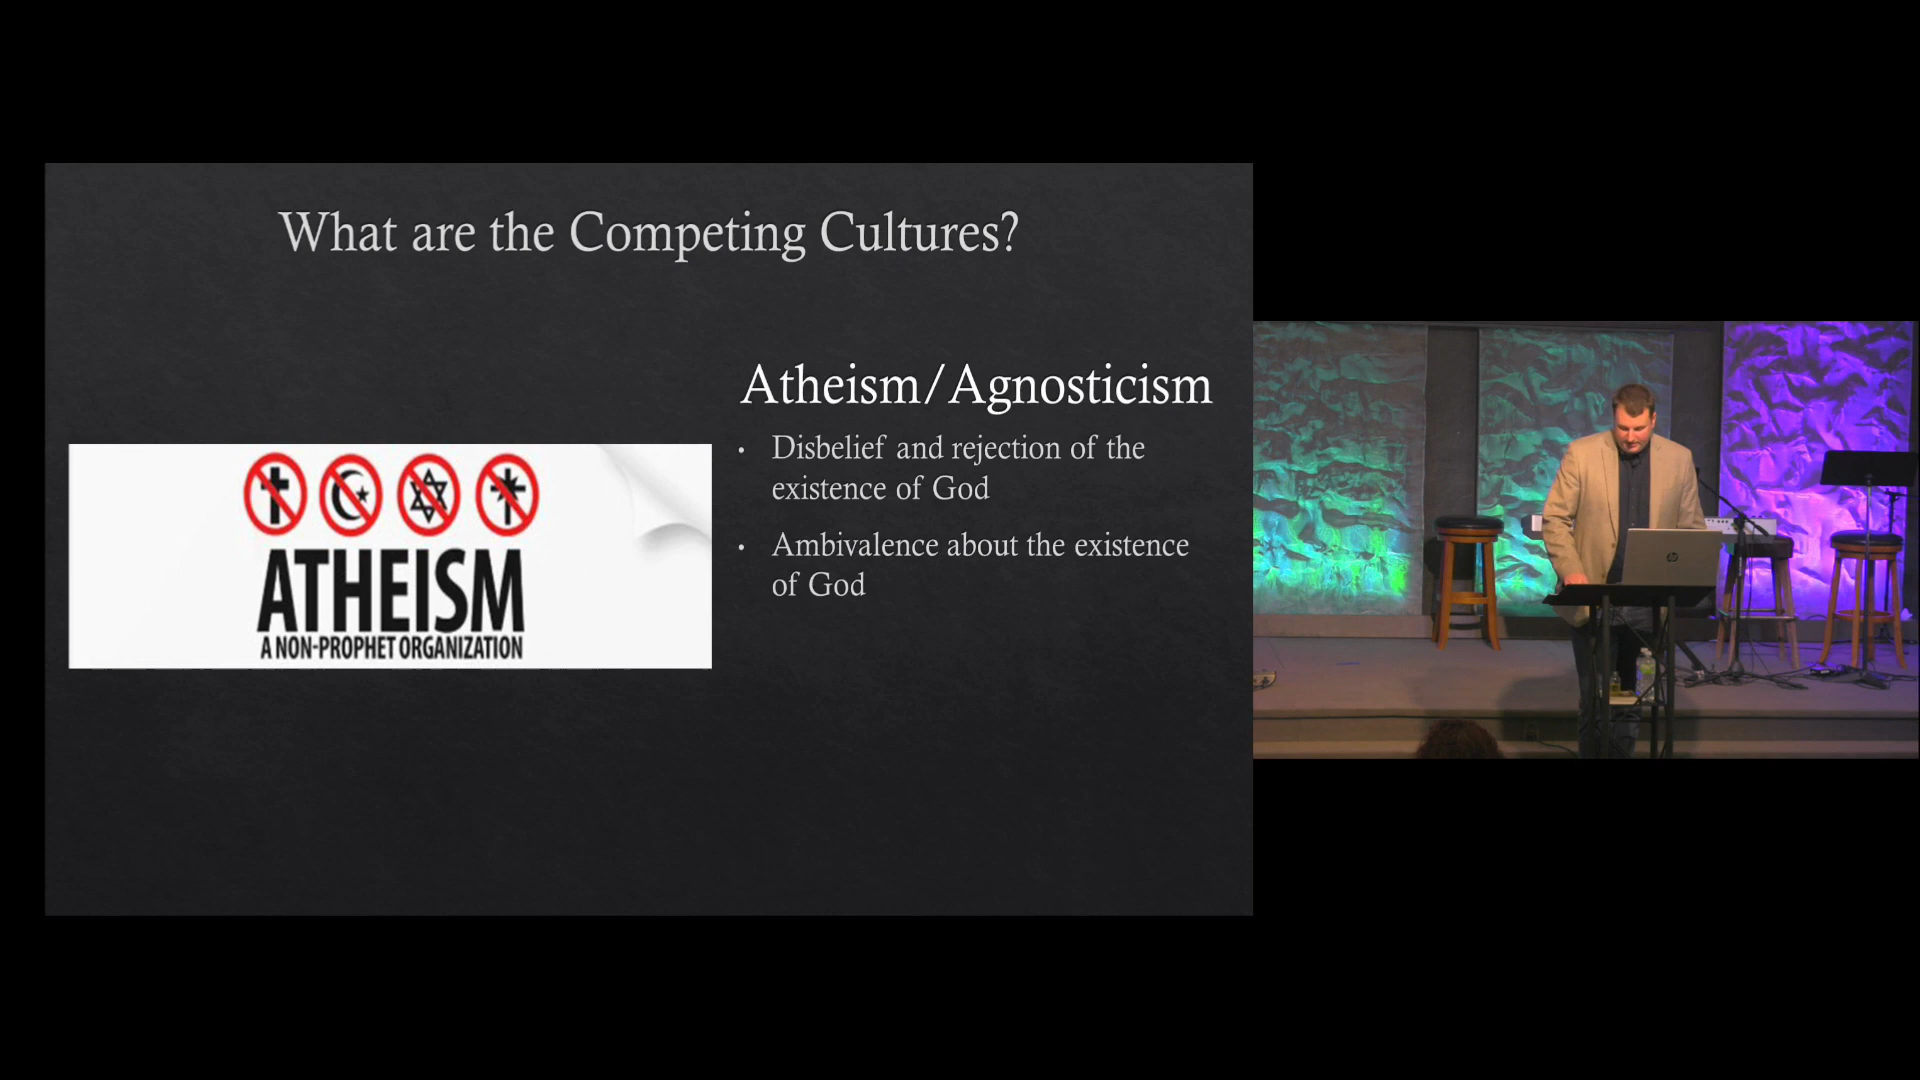 What are the Competing Cultures?
ATHEISM
A NON-PROPHET ORGANIZATION
Atheism/Agnosticism
• Disbelief and rejection of the
existence of God
• Ambivalence about the existence
of God
hp